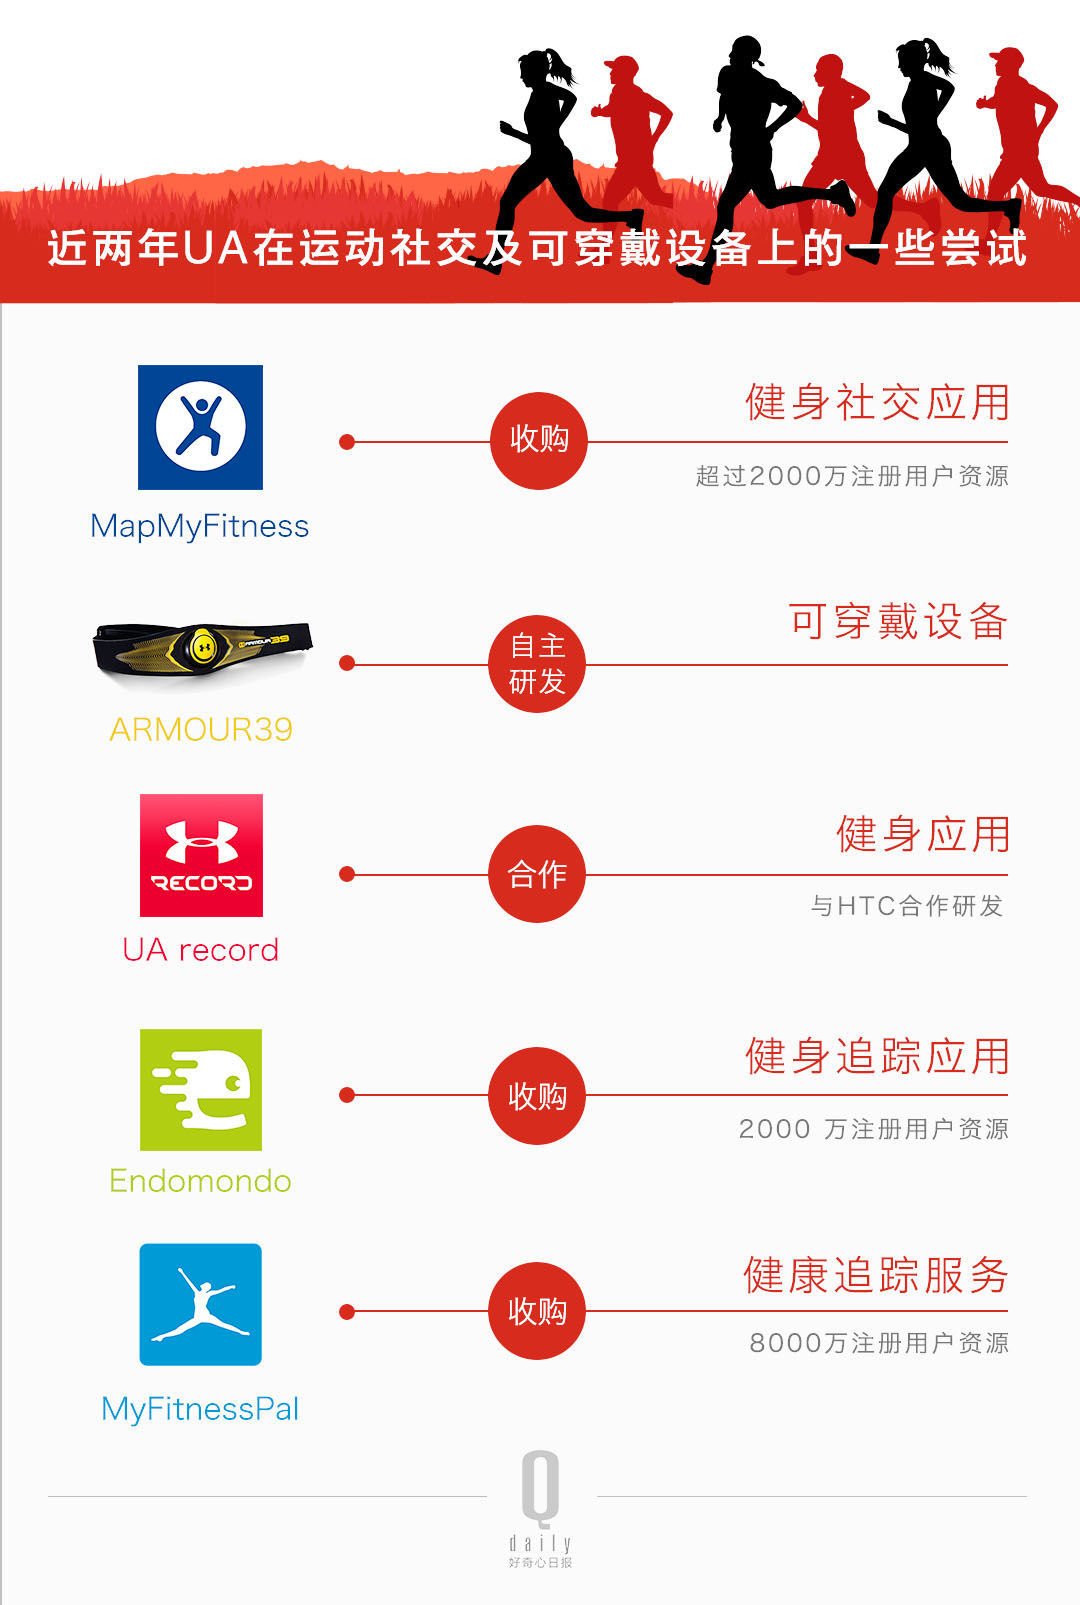 近两年UA在运动社交及可穿戴设备上的一些尝试
收购
健身社交应用
超过2000万注册用户资源
MapMyFitness
ARMOUR39
自主
研发
可穿戴设备
ARMOUR39
RECORD
合作
健身应用
与HTC合作研发
UA record
收购
健身追踪应用
2000 万注册用户资源
Endomondo
收购
健康追踪服务
8000万注册用户资源
MyFitnessPal
Q
daily
好奇心日报